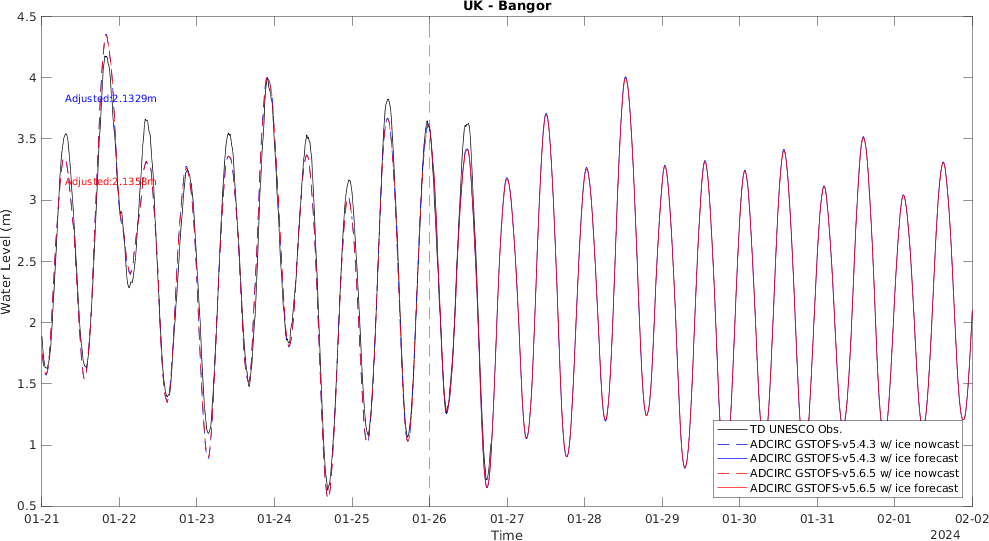 UK - Bangor
4.5
4
3.5
3
2.5
2
1.5
1
0.5
Water Level (m)
Adjusted:2.1329m
Adjusted:2.1358m
TD UNESCO Obs.
ADCIRC GSTOFS-v5.4.3 w/ ice nowcast
ADCIRC GSTOFS-v5.4.3 w/ ice forecast
ADCIRC GSTOFS-v5.6.5 w/ ice nowcast
ADCIRC GSTOFS-v5.6.5 w/ ice forecast
01-21 01-22 01-23 01-24 01-25 01-26 01-27 01-28 01-29 01-30 01-31 02-01 02-02
Time
2024